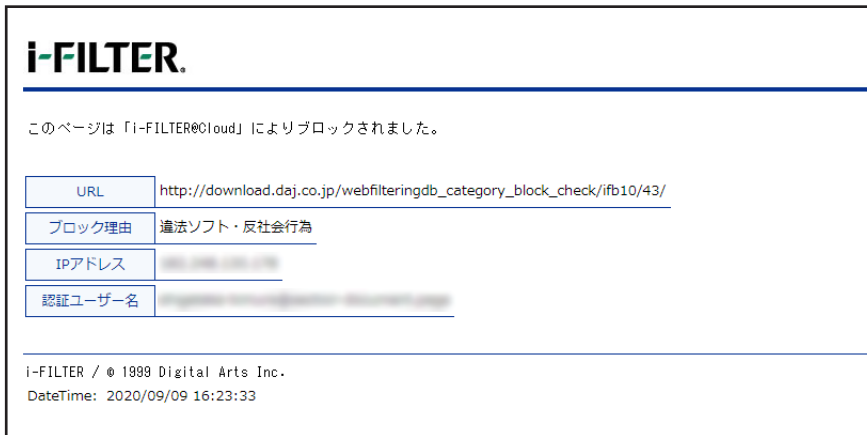 i-FILTER.
このページは「i-FILTER@Cloud」によりブロックされました。
URL http://download.daj.co.jp/webfilteringdb_category_block_check/ifb10/43/
ブロック理由 違法ソフト・反社会行為
IPアドレス
認証ユーザー名
i-FILTER / © 1999 Digital Arts Inc.
DateTime: 2020/09/09 16:23:33